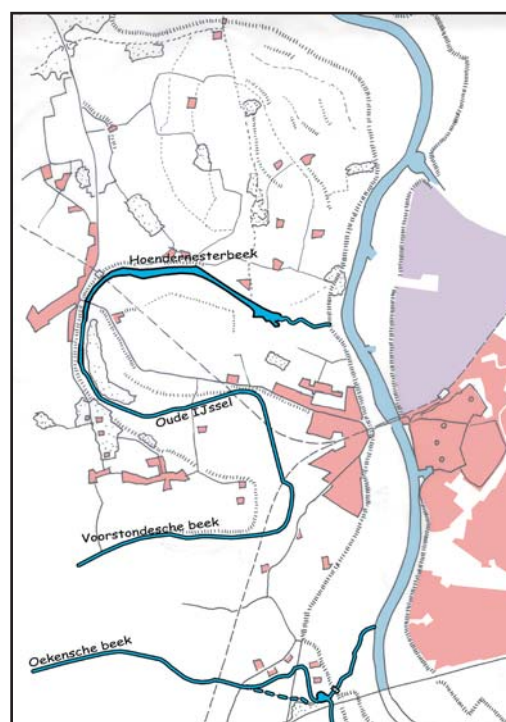 Hoendernesterbeek
Oude IJssel
Voorstondesche beek
Oekensche beek